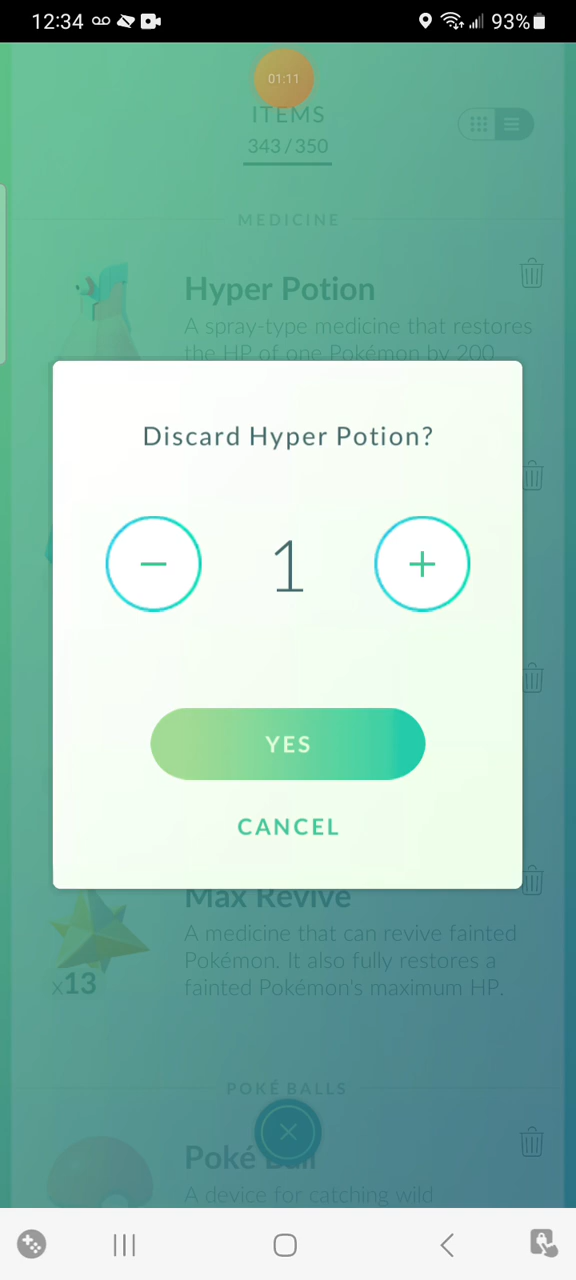 12:34
93%
01:11
ITEMS
343/350
MEDICINE
Hyper Potion
A spray-type medicine that restores
the HP of one Pokémon by 200
Discard Hyper Potion?
1
YES
CANCEL
Max Revive
A medicine that can revive fainted
Pokémon. It also fully restores a
fainted Pokémon's maximum HP.
x13
POKÉ BALLS
Poké Ball
A device for catching wild